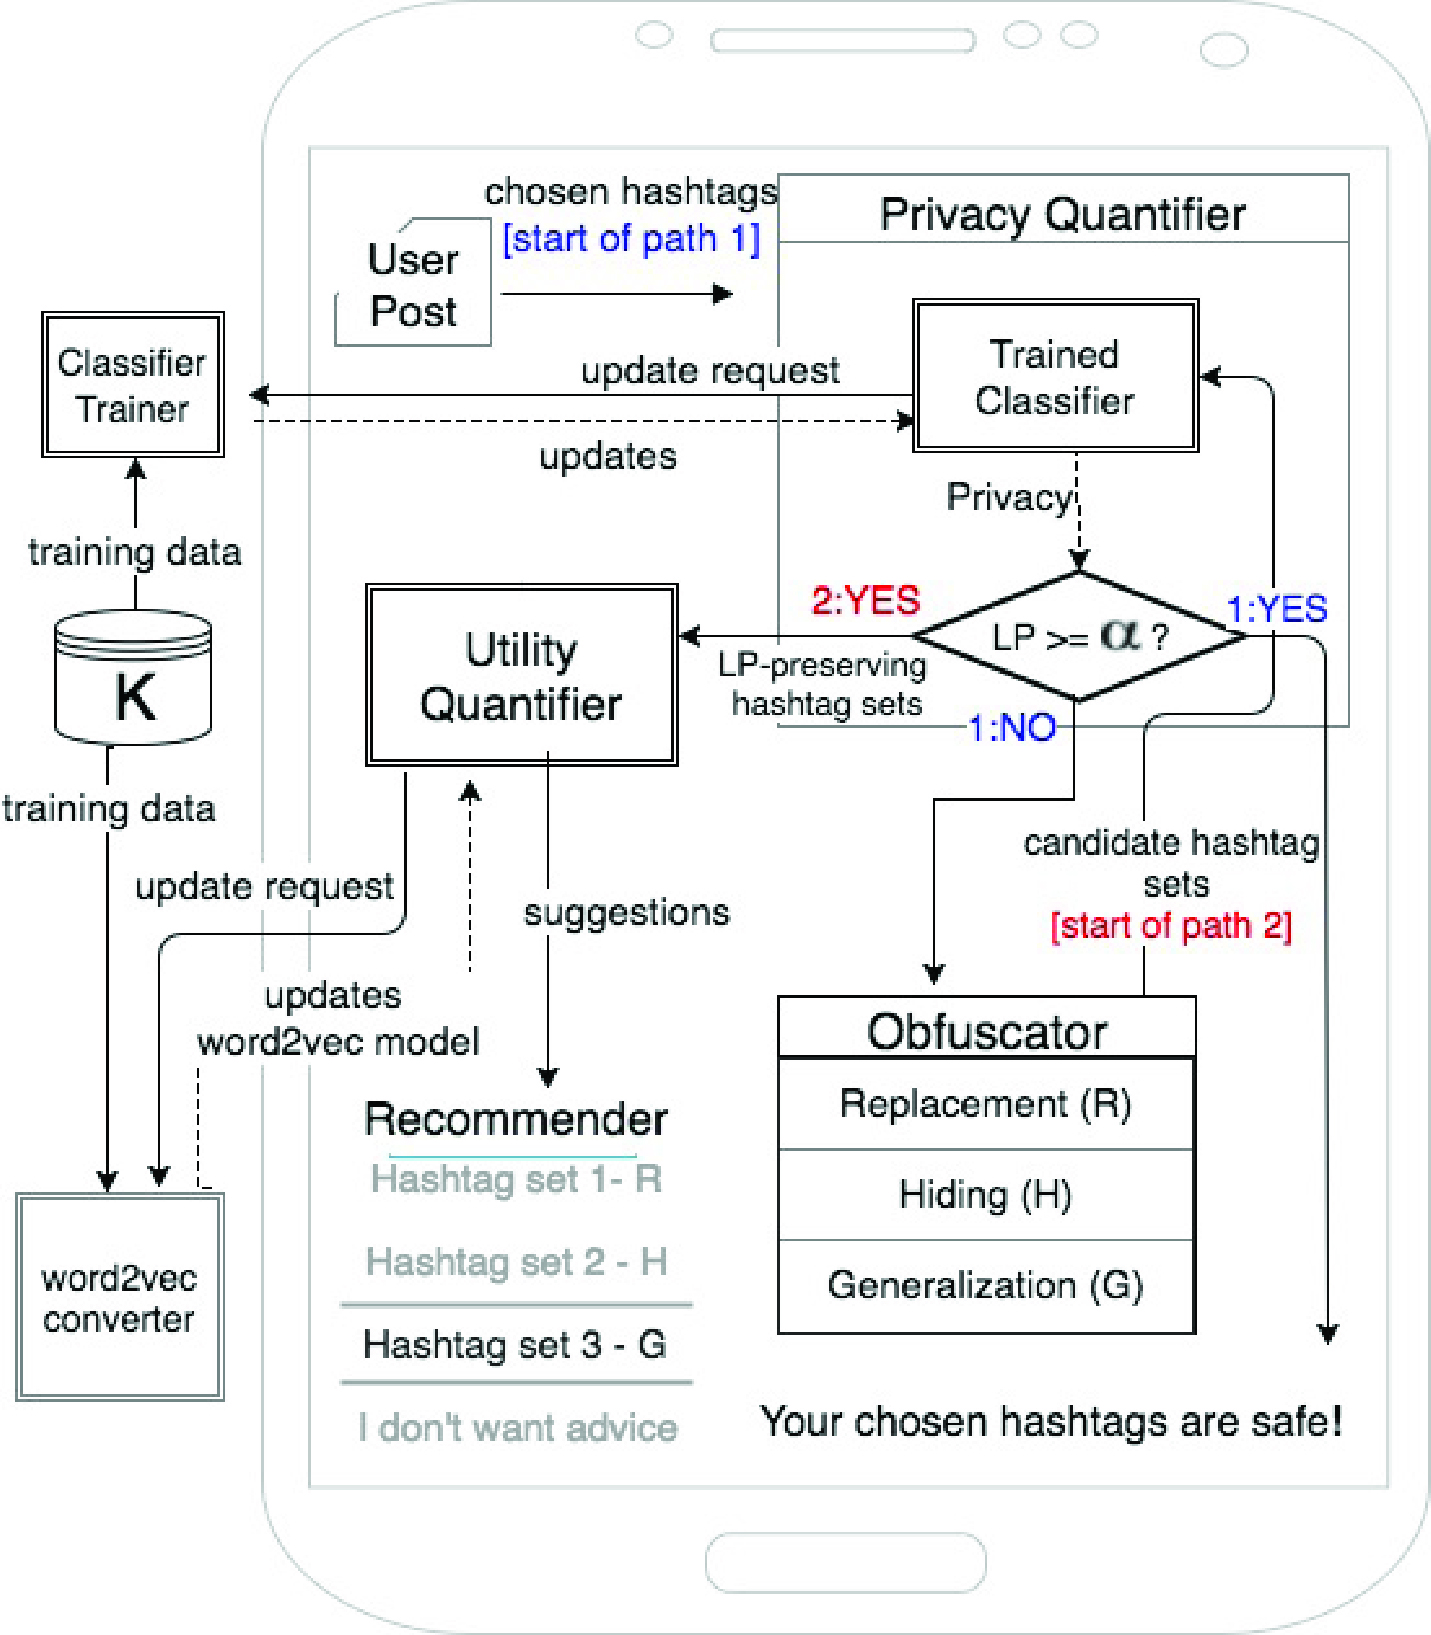 chosen hashtags
[start of path 1]
Privacy Quantifier
User
Post
Classifier
Trainer
update request
Trained
Classifier
updates
Privacy
training data
2:YES
1:YES
LP >= α ?
Utility
Quantifier
LP-preserving
hashtag sets
K
1:NO
training data
update request
suggestions
candidate hashtag
sets
[start of path 2]
updates
word2vec model
Obfuscator
Recommender
Replacement (R)
Hashtag set 1- R
Hiding (H)
Hashtag set 2 - H
word2vec
converter
Generalization (G)
Hashtag set 3 - G
I don't want advice
Your chosen hashtags are safe!